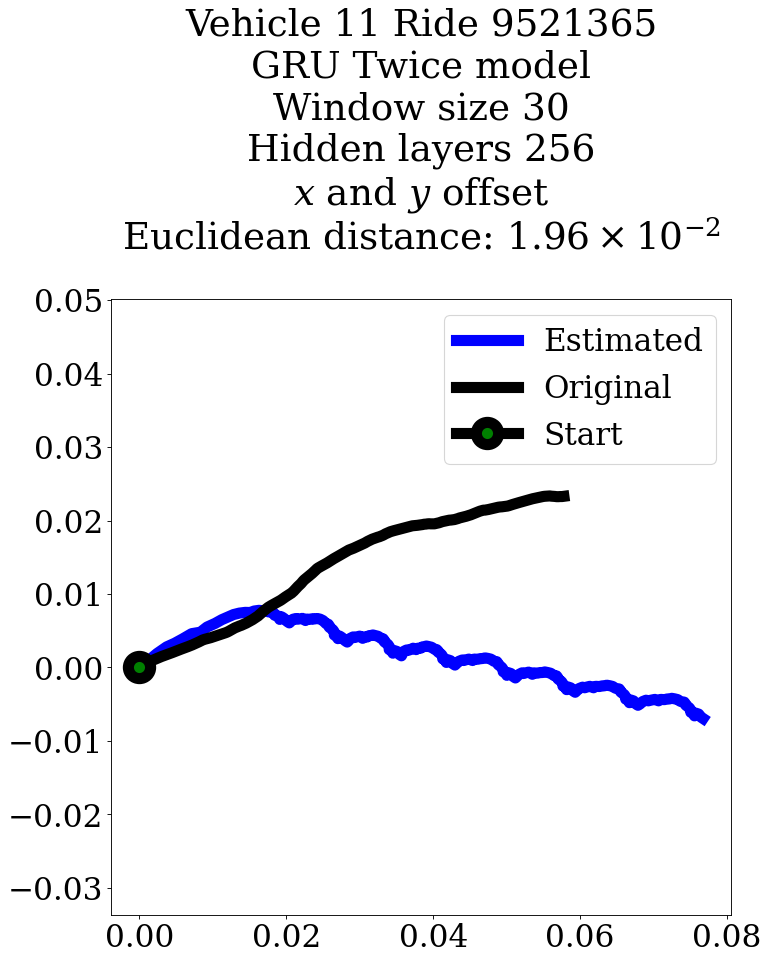 Vehicle 11 Ride 9521365
GRU Twice model
Window size 30
Hidden layers 256
x and y offset
Euclidean distance: 1.96 × 10⁻²
0.05
0.04
0.03
0.02
0.01
0.00
−0.01
−0.02
−0.03
Estimated
Original
Start
0.00 0.02 0.04 0.06 0.08